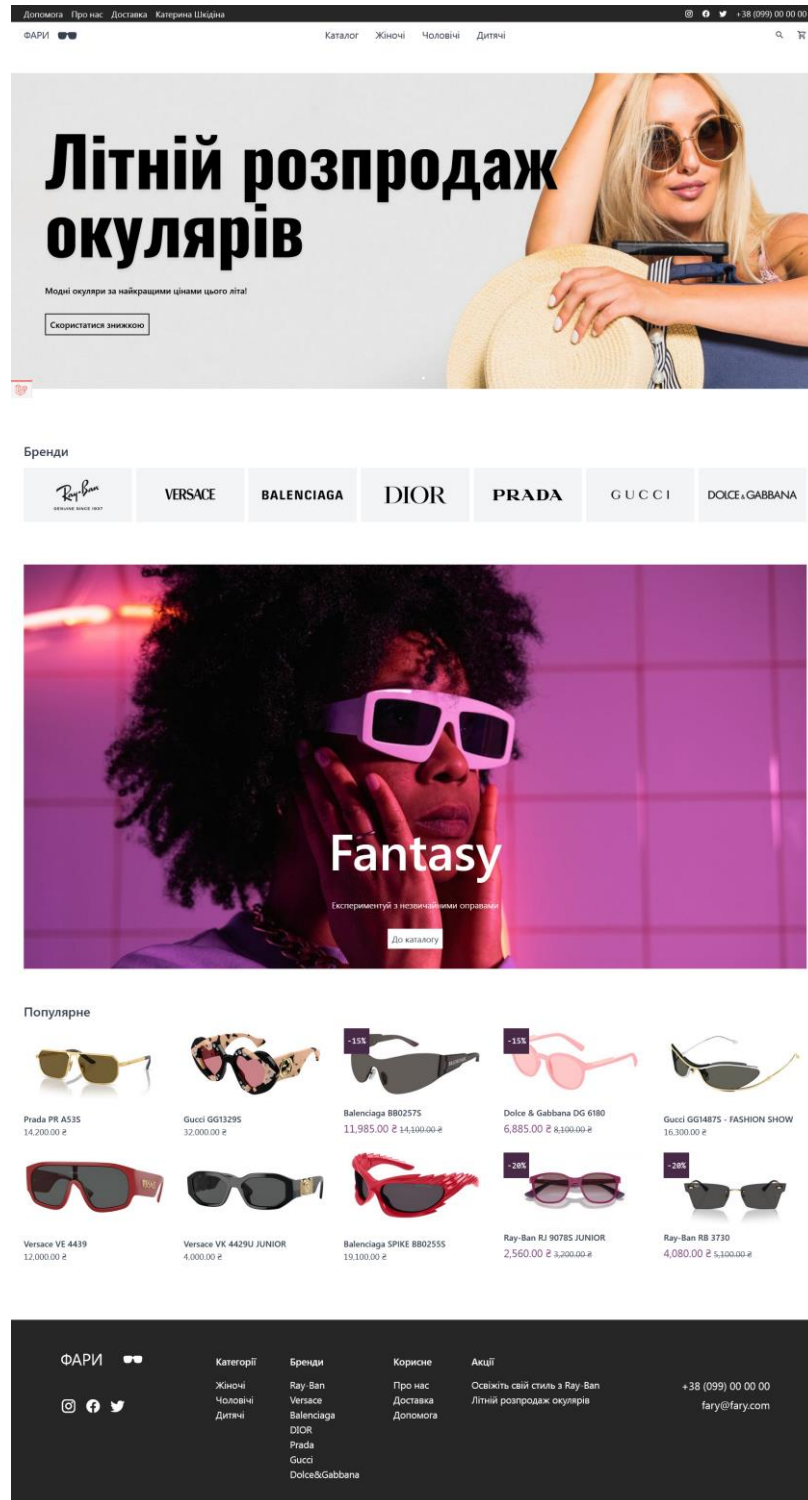 Допомога Про нас Доставка Катерина Шкідіна
+38 (099) 00 00 00
ФАРИ
Каталог Жіночі Чоловічі Дитячі
Літній розпродаж
окулярів
Модні окуляри за найкращими цінами цього літа!
Скористатися знижкою
Бренди
Ray-Ban
GENUINE SINCE 1937
VERSACE
BALENCIAGA
DIOR
PRADA
GUCCI
DOLCE & GABBANA
Fantasy
Експериментуй з незвичайними оправами
До каталогу
Популярне
Prada PR A53S
14,200.00 ₴
Gucci GG1329S
32,000.00 ₴
-15%
Balenciaga BB0257S
11,985.00 ₴ 14,100.00 ₴
-15%
Dolce & Gabbana DG 6180
6,885.00 ₴ 8,100.00 ₴
Gucci GG1487S - FASHION SHOW
16,300.00 ₴
Versace VE 4439
12,000.00 ₴
Versace VK 4429U JUNIOR
4,000.00 ₴
Balenciaga SPIKE BB0255S
19,100.00 ₴
-20%
Ray-Ban RJ 9078S JUNIOR
2,560.00 ₴ 3,200.00 ₴
-20%
Ray-Ban RB 3730
4,080.00 ₴ 5,100.00 ₴
ФАРИ
Категорії
Жіночі
Чоловічі
Дитячі
Бренди
Ray-Ban
Versace
Balenciaga
DIOR
Prada
Gucci
Dolce&Gabbana
Корисне
Про нас
Доставка
Допомога
Акції
Освіжіть свій стиль з Ray-Ban
Літній розпродаж окулярів
+38 (099) 00 00 00
fary@fary.com